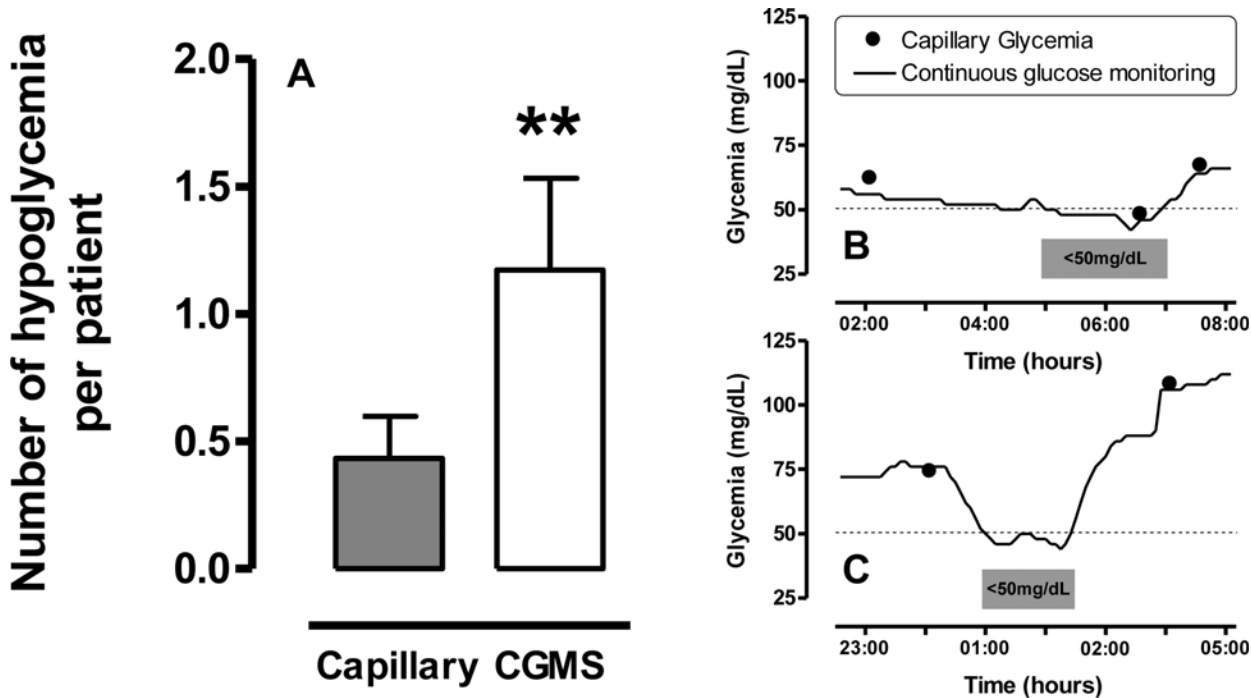 Number of hypoglycemia
per patient
2.0
1.5
1.0
0.5
0.0
A
**
Capillary CGMS
Glycemia (mg/dL)
125
100
75
50
25
Capillary Glycemia
Continuous glucose monitoring
B
<50mg/dL
02:00 04:00 06:00 08:00
Time (hours)
Glycemia (mg/dL)
125
100
75
50
25
C
<50mg/dL
23:00 01:00 02:00 05:00
Time (hours)